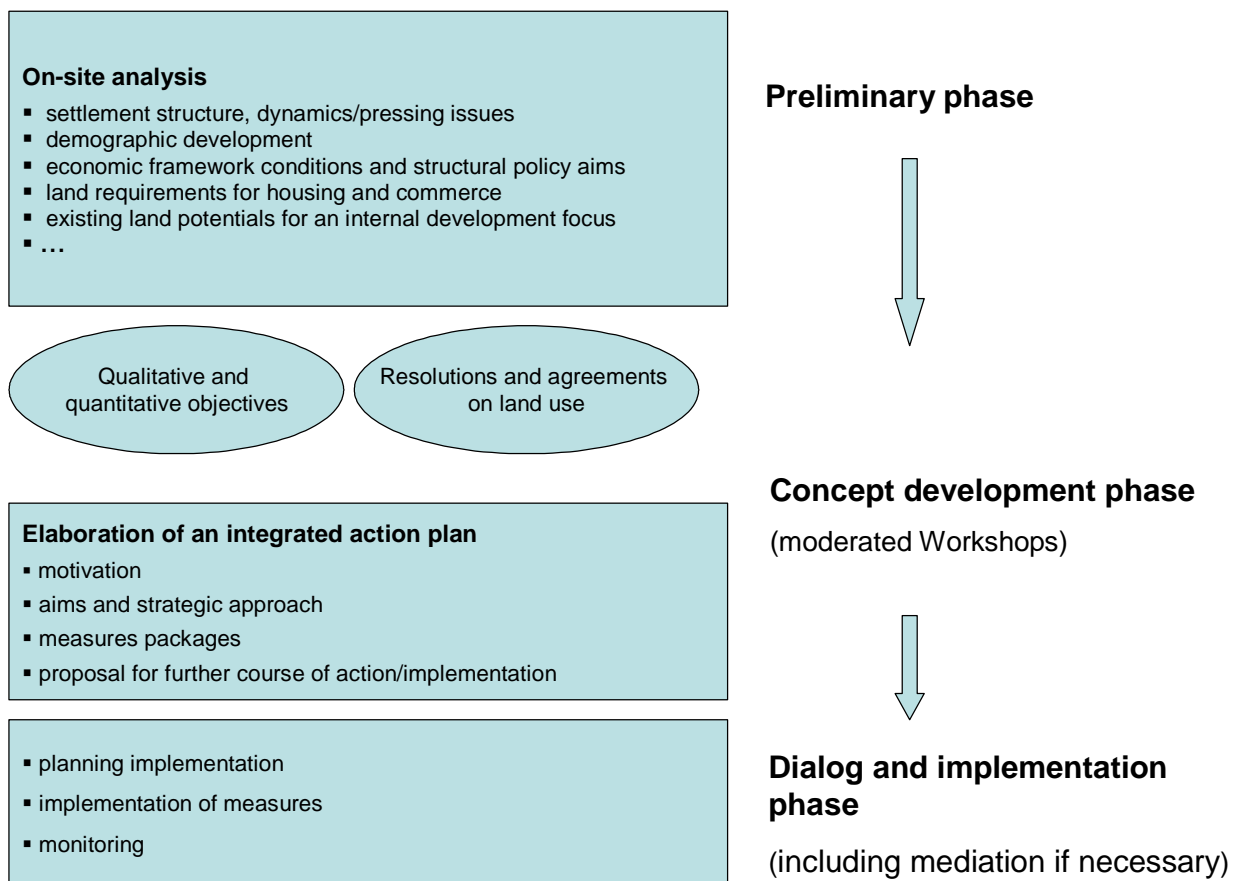 On-site analysis
▪ settlement structure, dynamics/pressing issues
▪ demographic development
▪ economic framework conditions and structural policy aims
▪ land requirements for housing and commerce
▪ existing land potentials for an internal development focus
▪ ...
Preliminary phase
Qualitative and
quantitative objectives
Resolutions and agreements
on land use
Concept development phase
(moderated Workshops)
Elaboration of an integrated action plan
▪ motivation
▪ aims and strategic approach
▪ measures packages
▪ proposal for further course of action/implementation
▪ planning implementation
▪ implementation of measures
▪ monitoring
Dialog and implementation
phase
(including mediation if necessary)